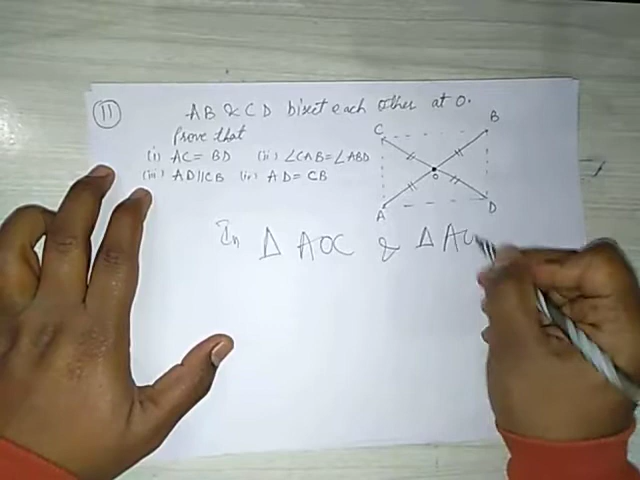 11 AB & CD bisect each other at O.
Prove that
(i) AC = BD (ii) ∠CAB = ∠ABD
(iii) AD||CB (iv) AD = CB
C
B
O
A
D
In Δ AOC & Δ AO